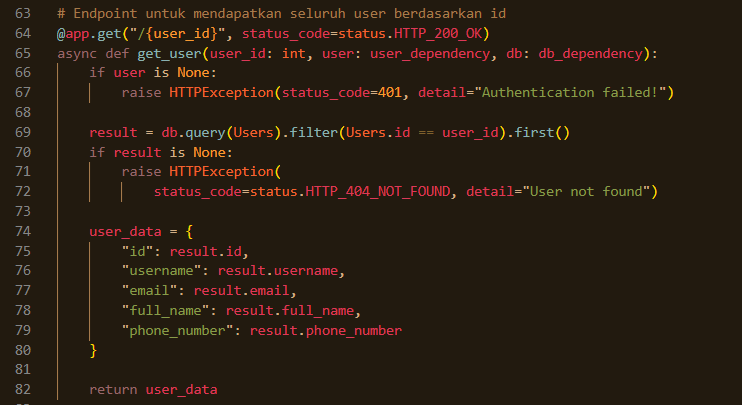 63 # Endpoint untuk mendapatkan seluruh user berdasarkan id
64 @app.get("/{user_id}", status_code=status.HTTP_200_OK)
65 async def get_user(user_id: int, user: user_dependency, db: db_dependency):
66     if user is None:
67         raise HTTPException(status_code=401, detail="Authentication failed!")
68
69     result = db.query(Users).filter(Users.id == user_id).first()
70     if result is None:
71         raise HTTPException(
72             status_code=status.HTTP_404_NOT_FOUND, detail="User not found")
73
74     user_data = {
75         "id": result.id,
76         "username": result.username,
77         "email": result.email,
78         "full_name": result.full_name,
79         "phone_number": result.phone_number
80     }
81
82     return user_data